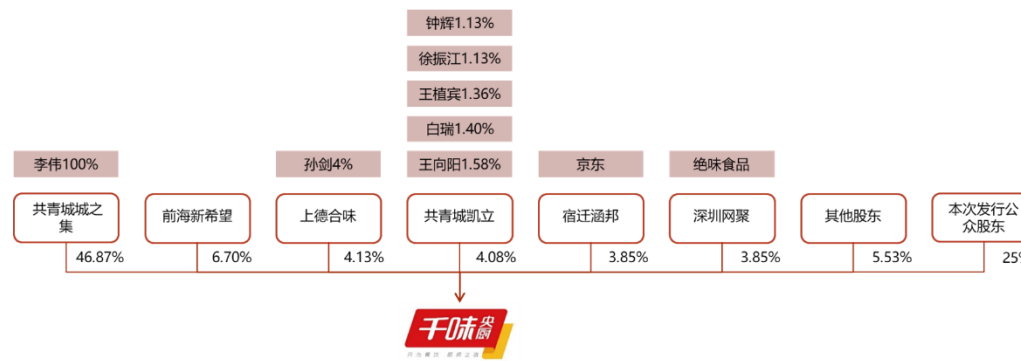 钟辉1.13%
徐振江1.13%
王植宾1.36%
白瑞1.40%
李伟100%
孙剑4%
王向阳1.58%
京东
绝味食品
共青城城之
集
前海新希望
上德合味
共青城凯立
宿迁涵邦
深圳网聚
其他股东
本次发行公
众股东
46.87%
6.70%
4.13%
4.08%
3.85%
3.85%
5.53%
25%
千味央厨